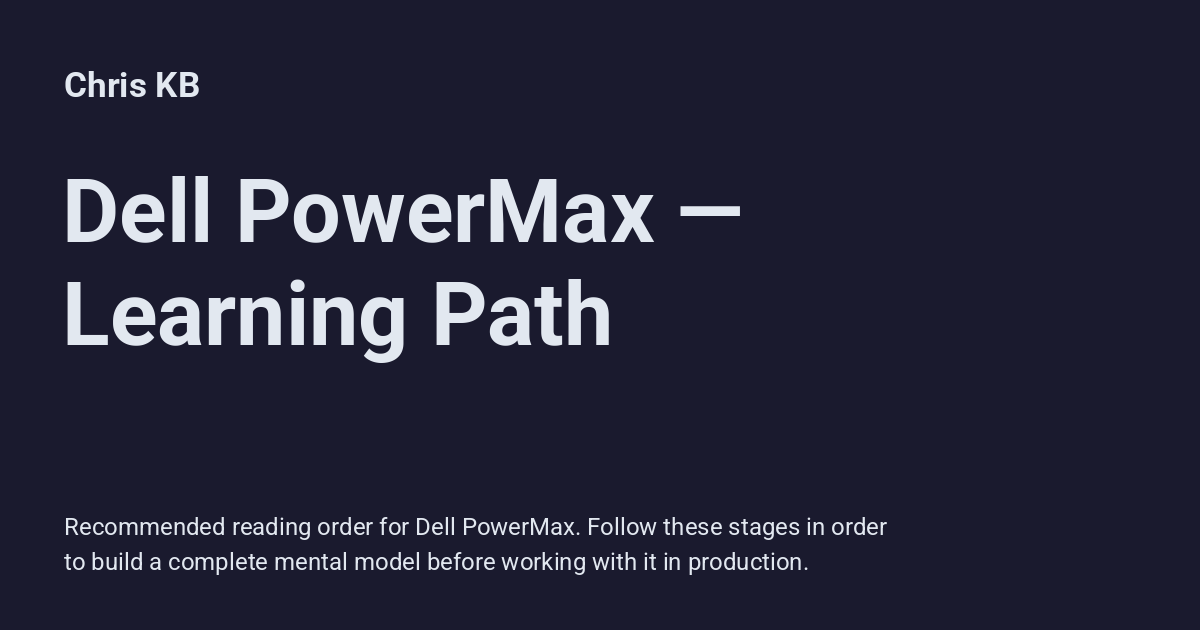 Chris KB
Dell PowerMax —
Learning Path
Recommended reading order for Dell PowerMax. Follow these stages in order
to build a complete mental model before working with it in production.